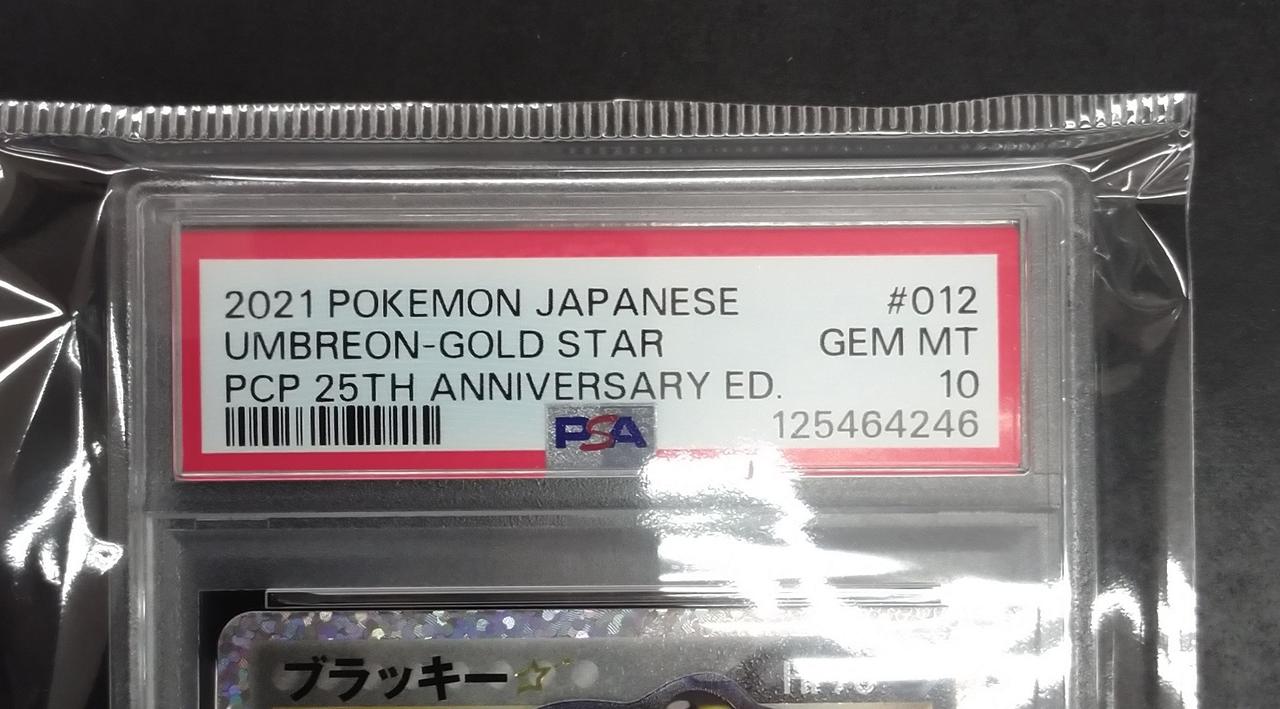 2021 POKEMON JAPANESE #012
UMBREON-GOLD STAR GEM MT
PCP 25TH ANNIVERSARY ED. 10
PSA 125464246
ブラッキー☆